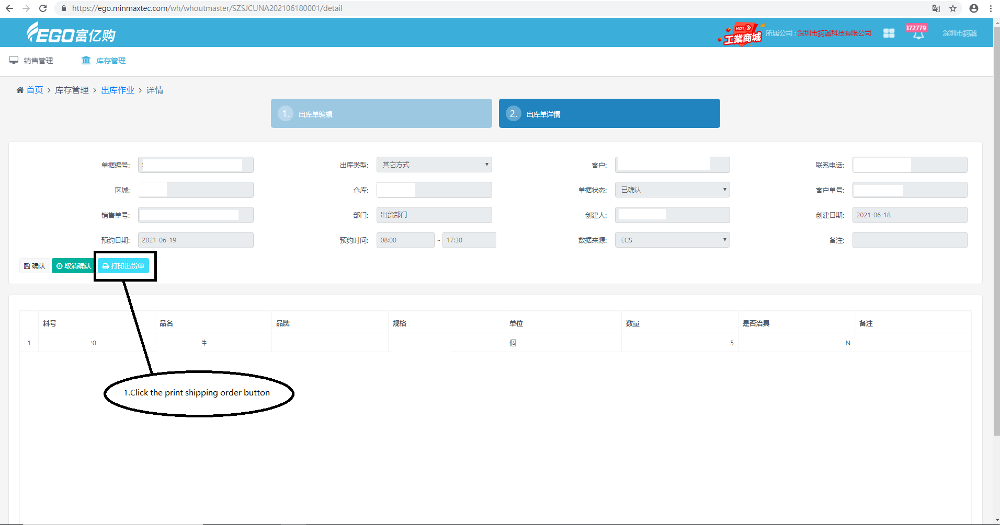 https://ego.minmaxtec.com/wh/whoutmaster/SZSJCUNA202106180001/detail
EGO富亿购
HOT
工業商城
所属公司 : 深圳市韵誠科技有限公司
372779
深圳市韵誠
销售管理
库存管理
首页 > 库存管理 > 出库作业 > 详情
1. 出库单编辑
2. 出库单详情
单据编号:
出库类型: 其它方式
客户:
联系电话:
区域:
仓库:
单据状态: 已确认
客户单号:
销售单号:
部门: 出货部门
创建人:
创建日期: 2021-06-18
预约日期: 2021-06-19
预约时间: 08:00 ~ 17:30
数据来源: ECS
备注:
确认
取消确认
打印出货单
料号 品名 品牌 规格 单位 数量 是否治具 备注
1 20 個 5 N
1.Click the print shipping order button